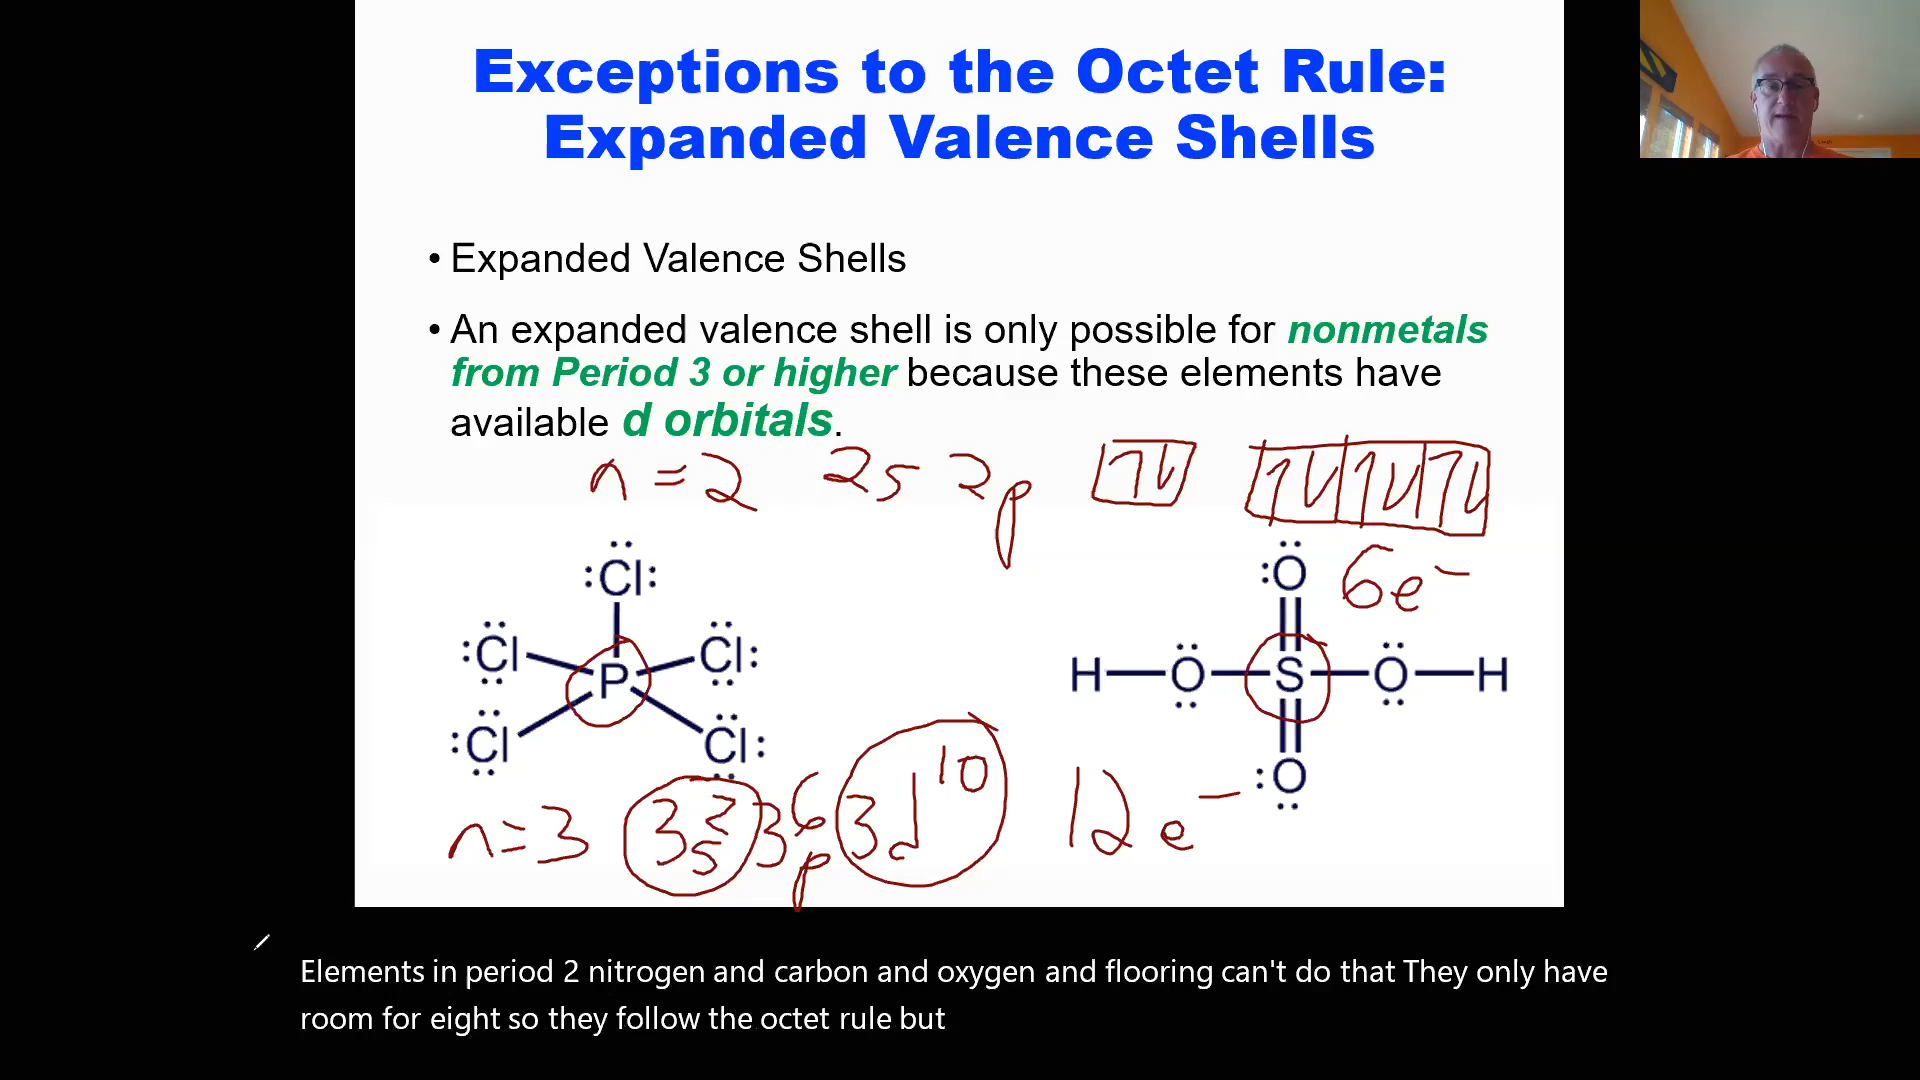 Exceptions to the Octet Rule:
Expanded Valence Shells
• Expanded Valence Shells
• An expanded valence shell is only possible for nonmetals
from Period 3 or higher because these elements have
available d orbitals.
n = 2 2s 2p
6e⁻
:Cl:
:Cl Cl:
P
:Cl Cl:
:O
H—O—S—O—H
:O
n=3 3s² 3p⁶ 3d¹⁰ 12e⁻
Elements in period 2 nitrogen and carbon and oxygen and flooring can't do that They only have
room for eight so they follow the octet rule but